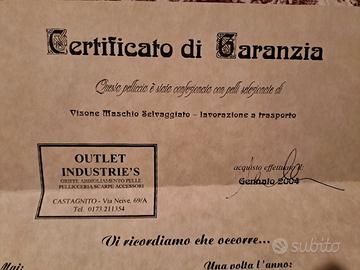 Certificato di Garanzia
Questa pelliccia è stata confezionata con pelli selezionate di
Visone Maschio Selvaggiato - lavorazione a trasporto
OUTLET
INDUSTRIE'S
GRIFFE ABBIGLIAMENTO PELLE
PELLICCERIA SCARPE ACCESSORI
CASTAGNITO - Via Neive, 69/A
Tel. 0173.211354
acquisto effettuato:
Gennaio 2004
Vi ricordiamo che occorre...
Mai:
Una volta l'anno:
subito